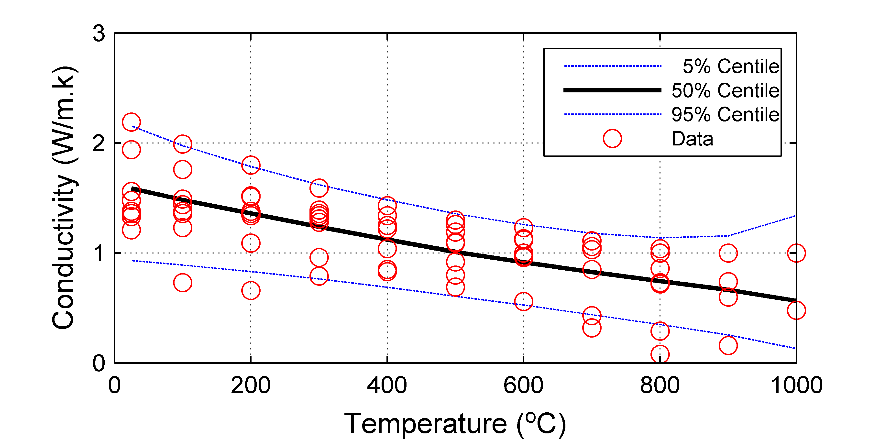 3
2
1
0
Conductivity (W/m.k)
5% Centile
50% Centile
95% Centile
Data
0 200 400 600 800 1000
Temperature (ºC)